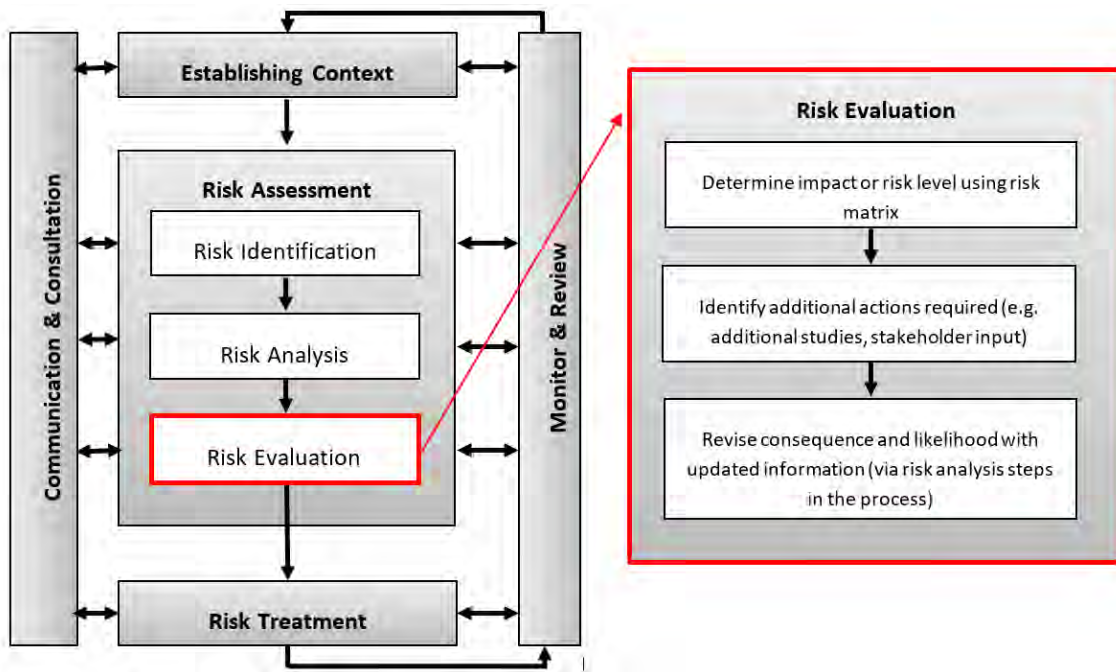 Communication & Consultation
Establishing Context
Risk Assessment
Risk Identification
Risk Analysis
Risk Evaluation
Risk Treatment
Monitor & Review
Risk Evaluation
Determine impact or risk level using risk
matrix
Identify additional actions required (e.g.
additional studies, stakeholder input)
Revise consequence and likelihood with
updated information (via risk analysis steps
in the process)